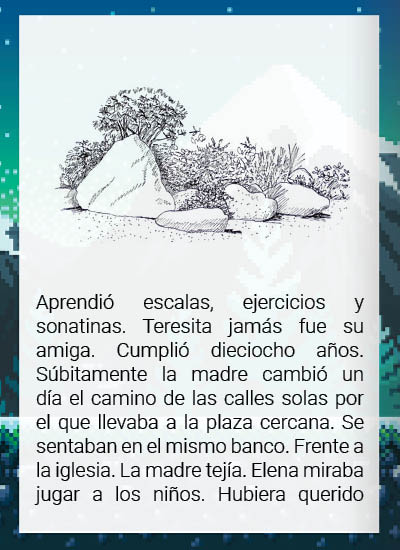 Aprendió escalas, ejercicios y
sonatinas. Teresita jamás fue su
amiga. Cumplió dieciocho años.
Súbitamente la madre cambió un
día el camino de las calles solas por
el que llevaba a la plaza cercana. Se
sentaban en el mismo banco. Frente a
la iglesia. La madre tejía. Elena miraba
jugar a los niños. Hubiera querido